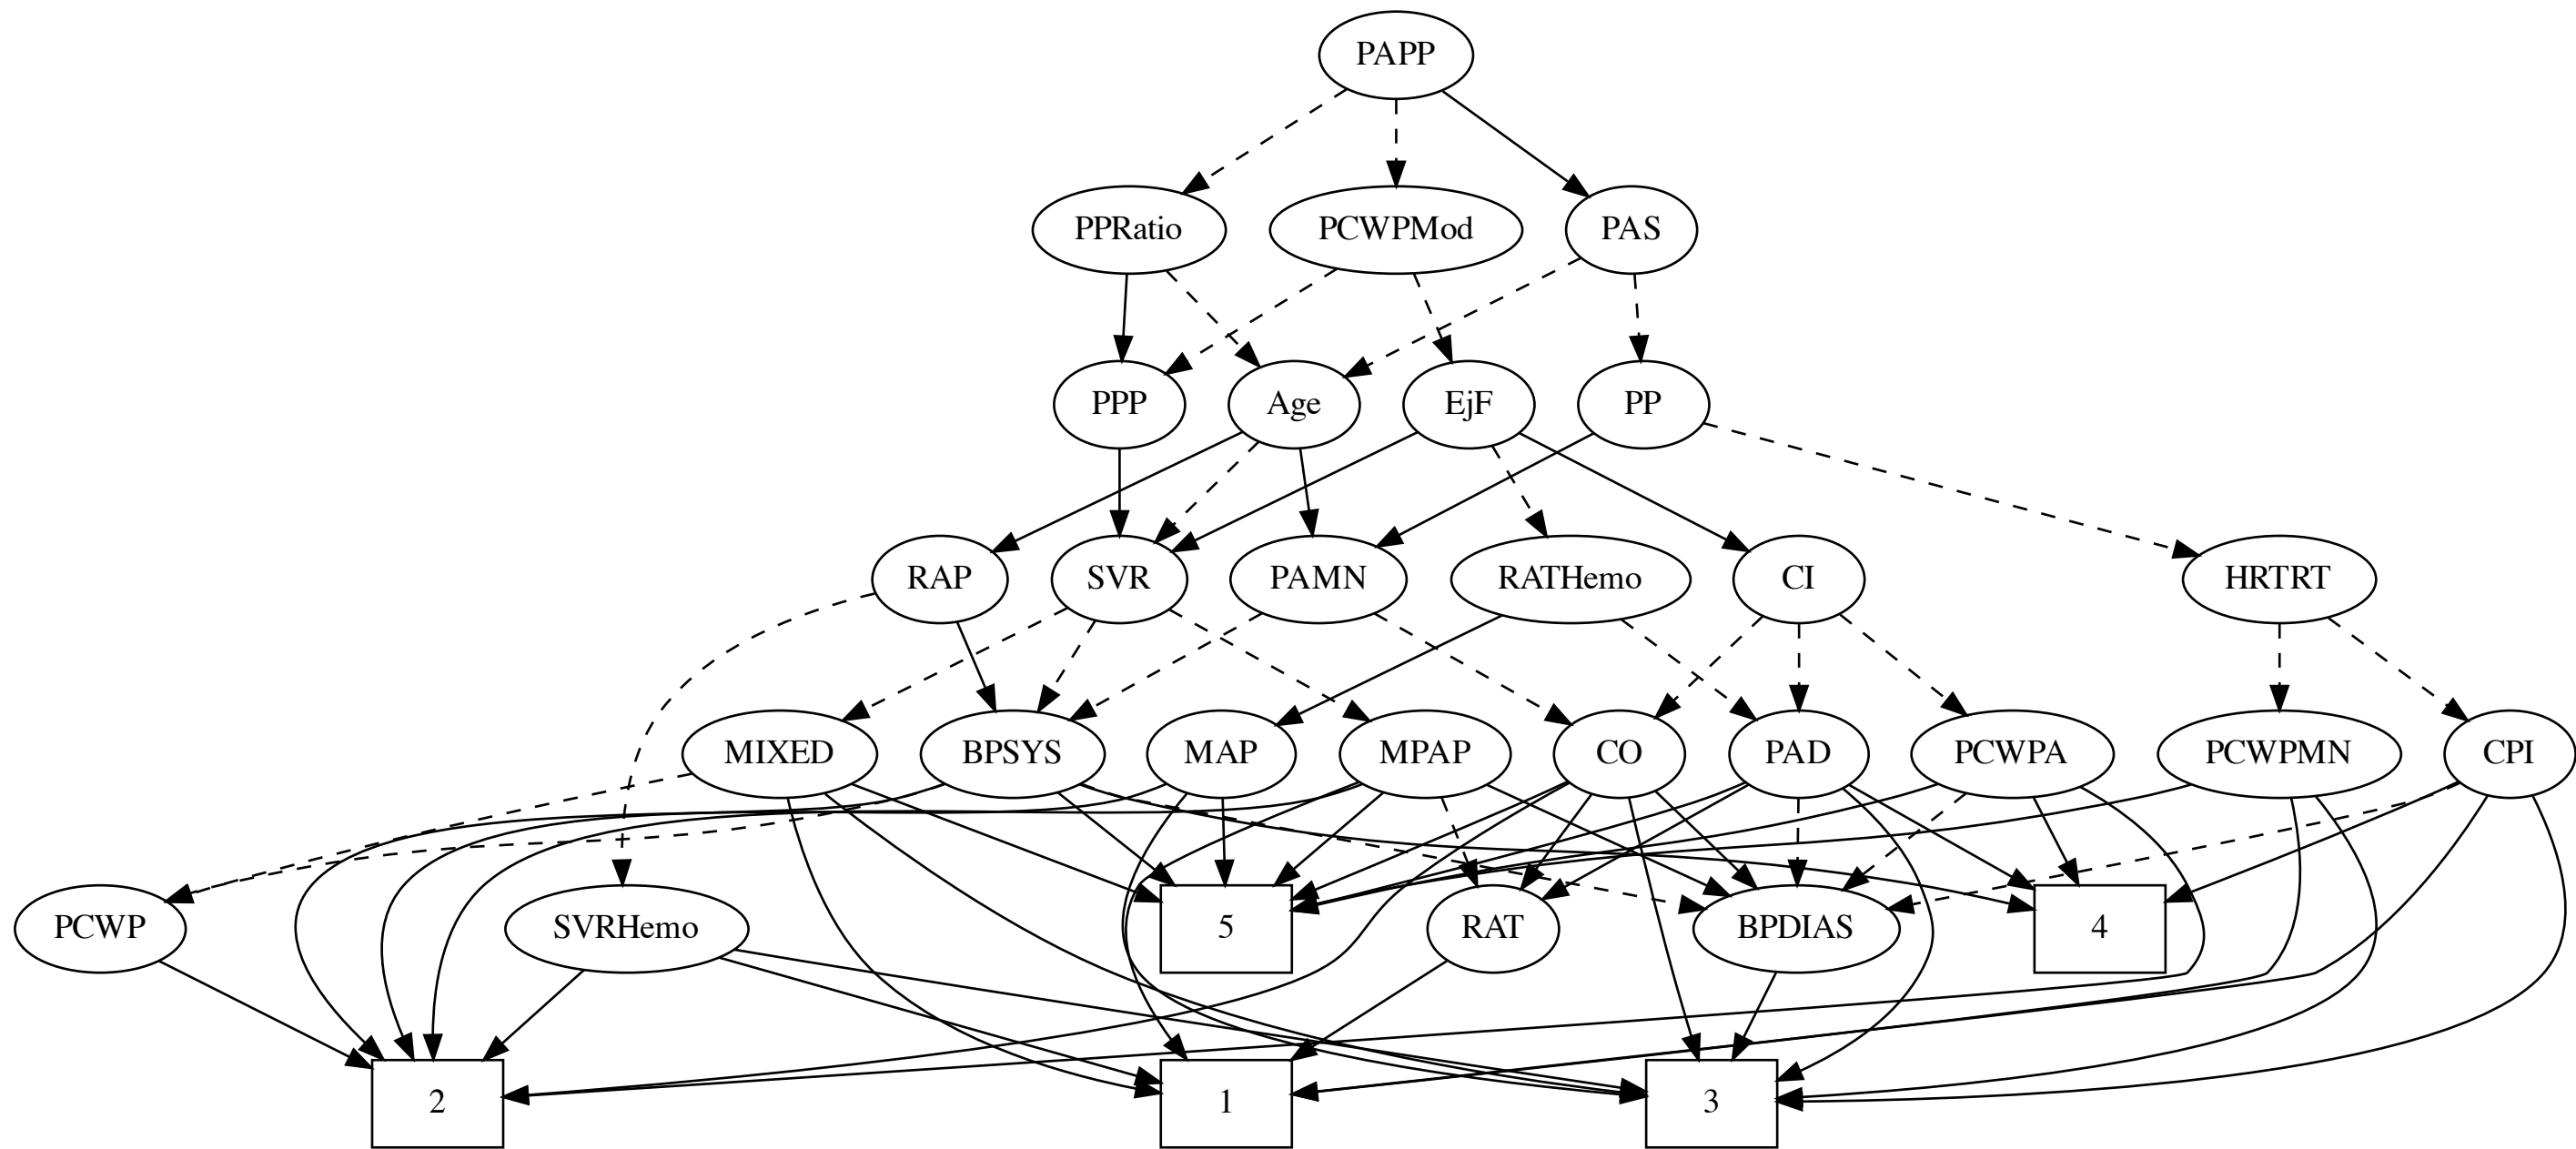 PAPP
PPRatio
PCWPMod
PAS
PPP
Age
EjF
PP
RAP
SVR
PAMN
RATHemo
CI
HRTRT
MIXED
BPSYS
MAP
MPAP
CO
PAD
PCWPA
PCWPMN
CPI
PCWP
SVRHemo
5
RAT
BPDIAS
4
2
1
3